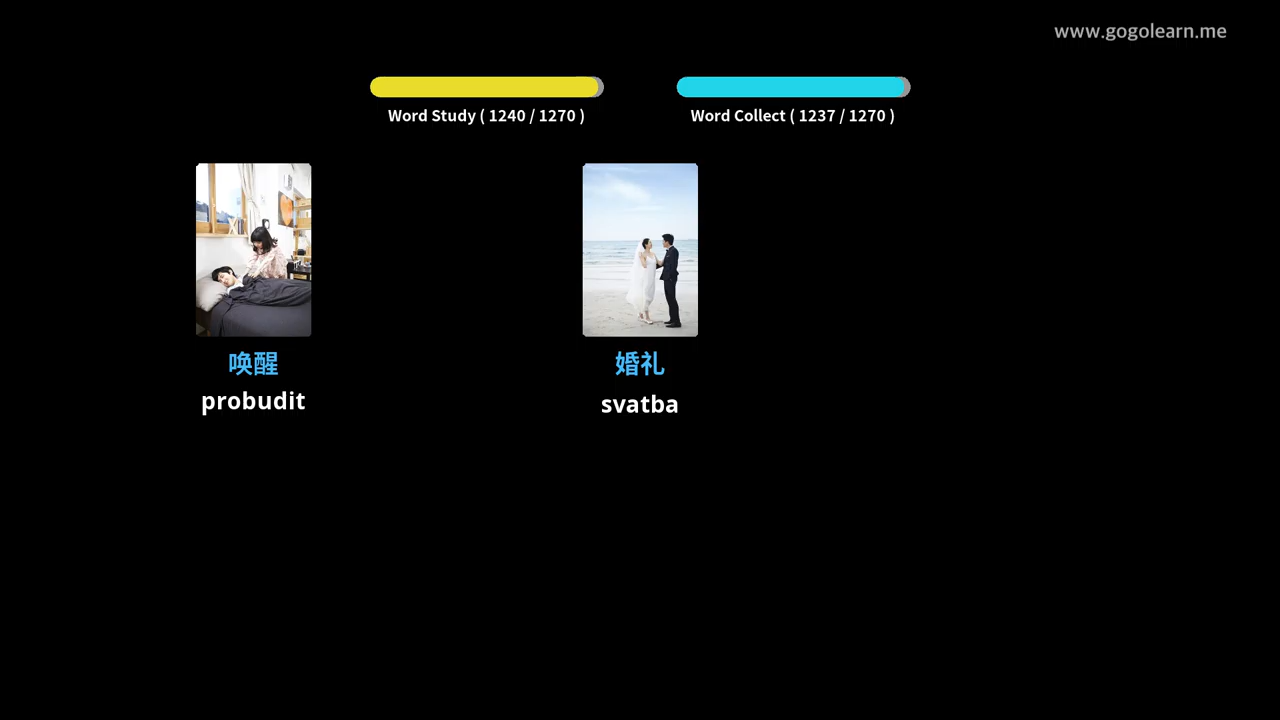 www.gogolearn.me
Word Study ( 1240 / 1270 )
Word Collect ( 1237 / 1270 )
唤醒
probudit
婚礼
svatba